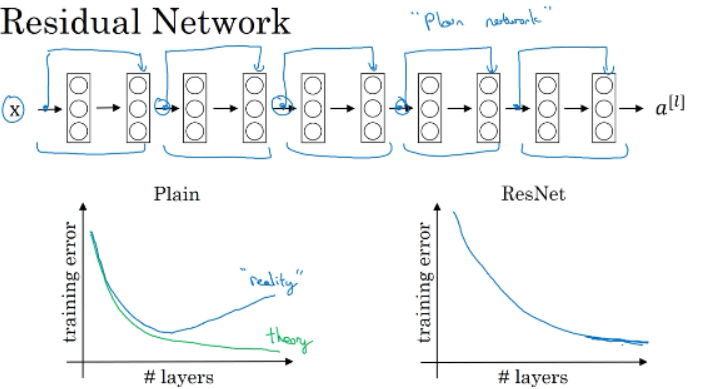 Residual Network
"Plain network"
x
a[l]
Plain
ResNet
training error
"reality"
theory
# layers
training error
# layers